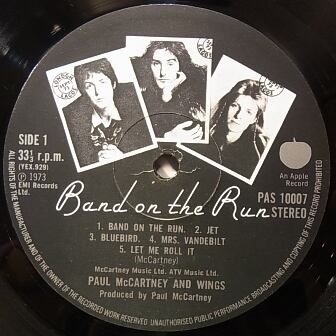 SIDE 1
33⅓ r.p.m.
(YEX.929)
℗ 1973
EMI Records
Ltd.
An Apple
Record
PAS 10007
STEREO
Band on the Run
1. BAND ON THE RUN. 2. JET
3. BLUEBIRD. 4. MRS. VANDEBILT
5. LET ME ROLL IT
(McCartney)
McCartney Music Ltd. ATV Music Ltd.
PAUL McCARTNEY AND WINGS
Produced by Paul McCartney
ALL RIGHTS OF THE MANUFACTURER AND OF THE OWNER OF THE RECORDED WORK RESERVED UNAUTHORISED PUBLIC PERFORMANCE BROADCASTING AND COPYING OF THIS RECORD PROHIBITED